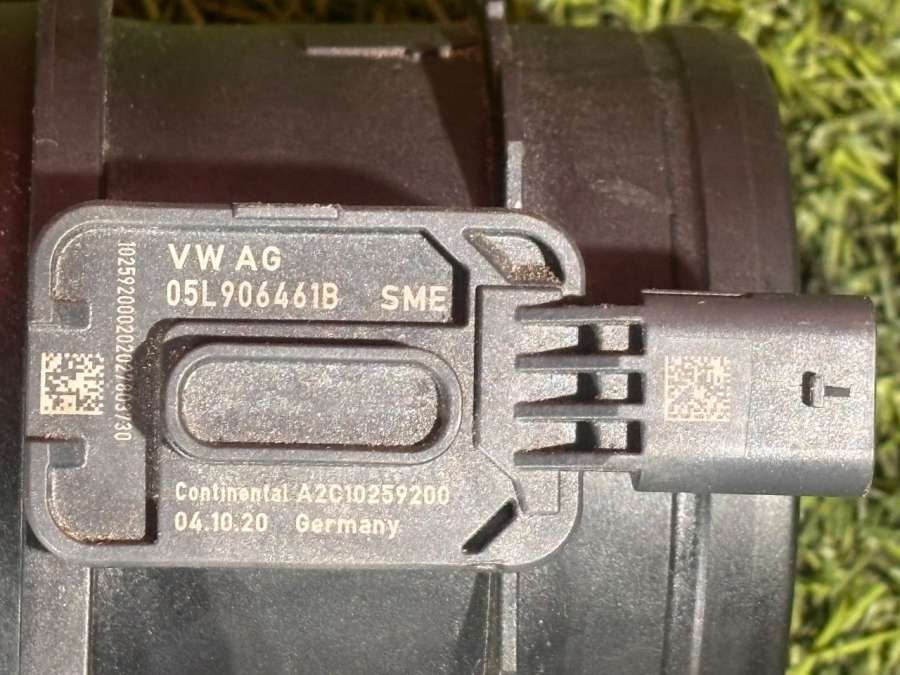 VW AG
05L906461B SME
Continental A2C10259200
04.10.20 Germany